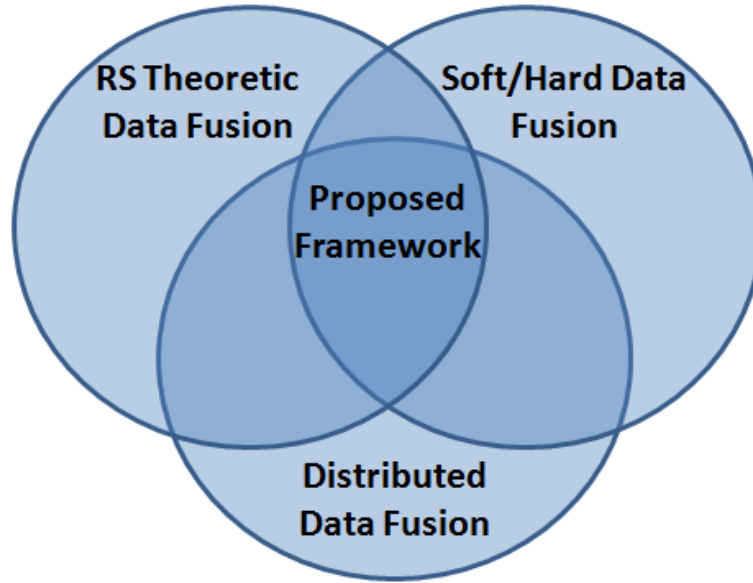 RS Theoretic
Data Fusion
Soft/Hard Data
Fusion
Proposed
Framework
Distributed
Data Fusion